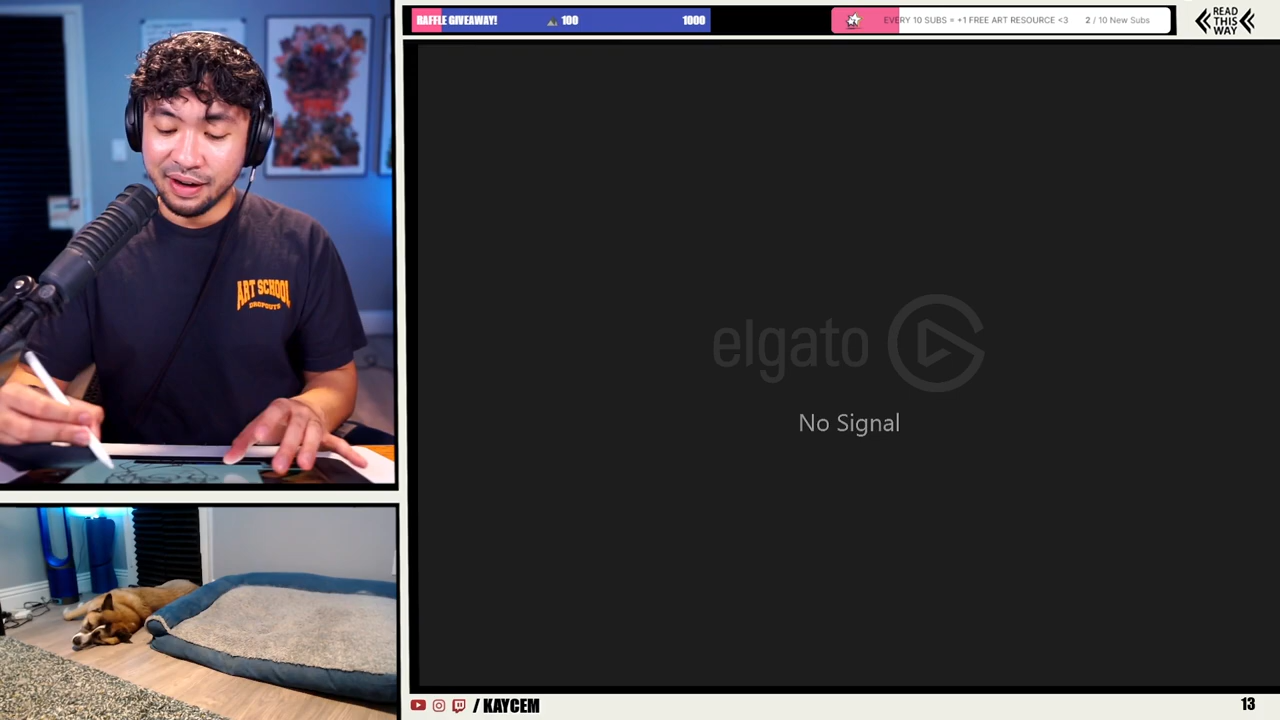 RAFFLE GIVEAWAY!
100
1000
EVERY 10 SUBS = +1 FREE ART RESOURCE <3
2 / 10 New Subs
READ
THIS
WAY
ART SCHOOL
DROPOUTS
elgato
No Signal
/ KAYCEM
13